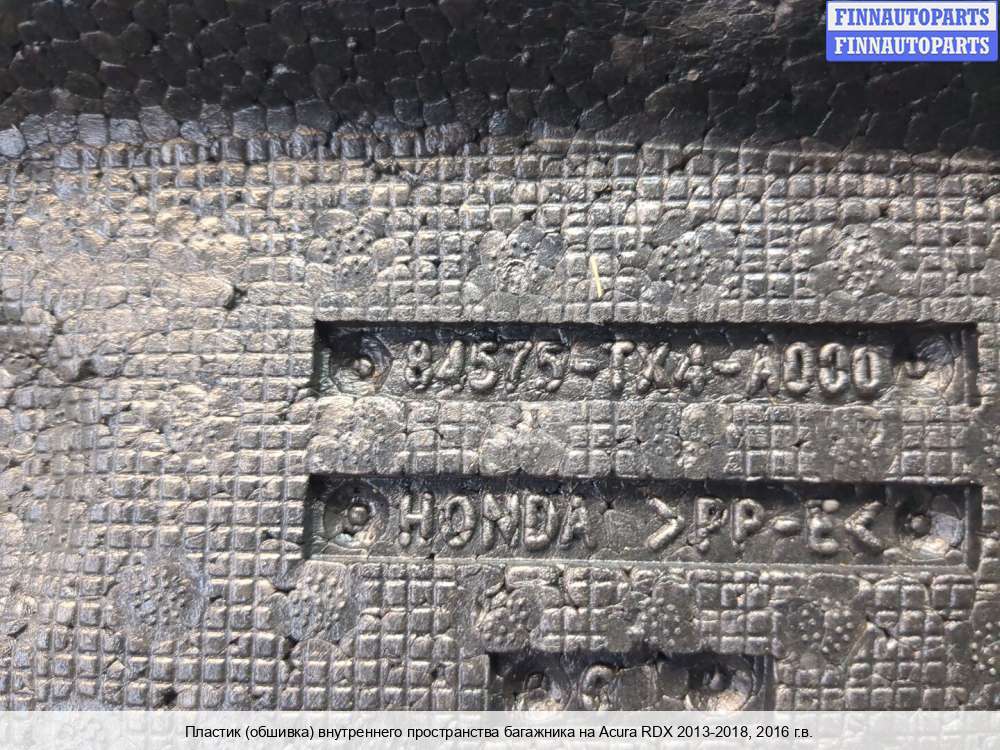 FINNAUTOPARTS
FINNAUTOPARTS
84575-TX4-A000
HONDA >PP-E<
Пластик (обшивка) внутреннего пространства багажника на Acura RDX 2013-2018, 2016 г.в.